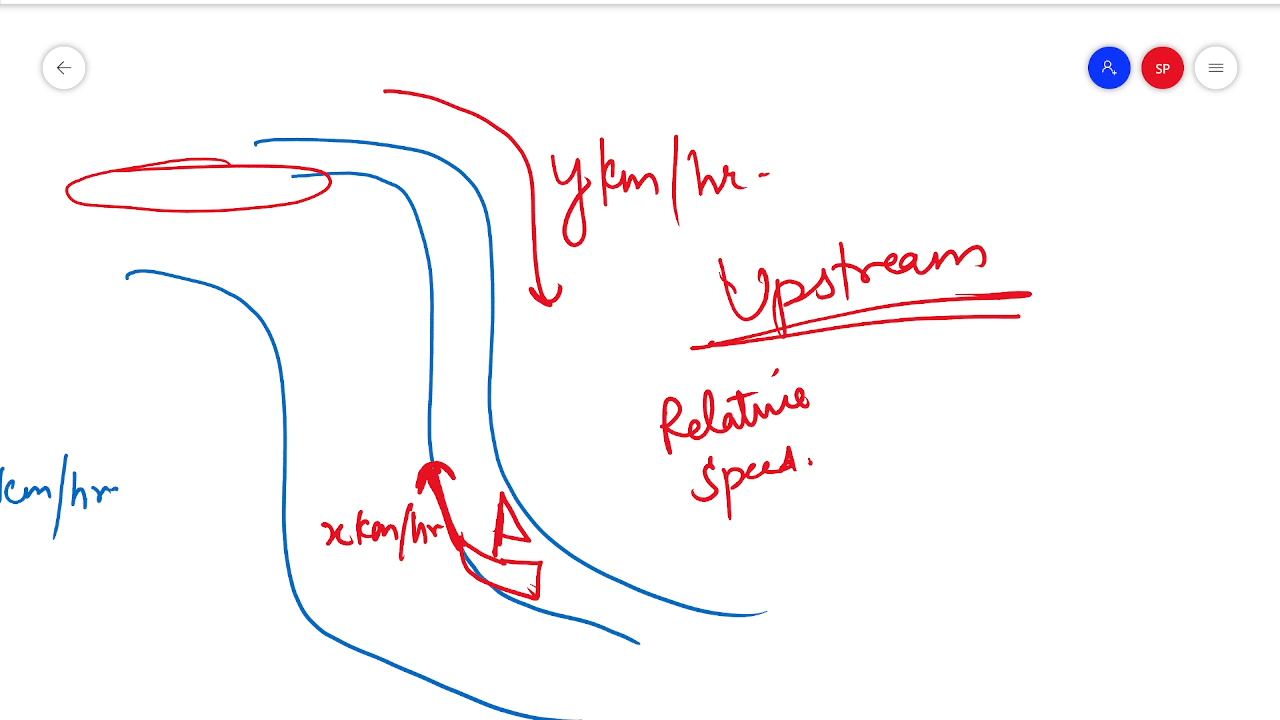 SP
y km/hr.
Upstream
Relative
Speed.
km/hr
x km/hr